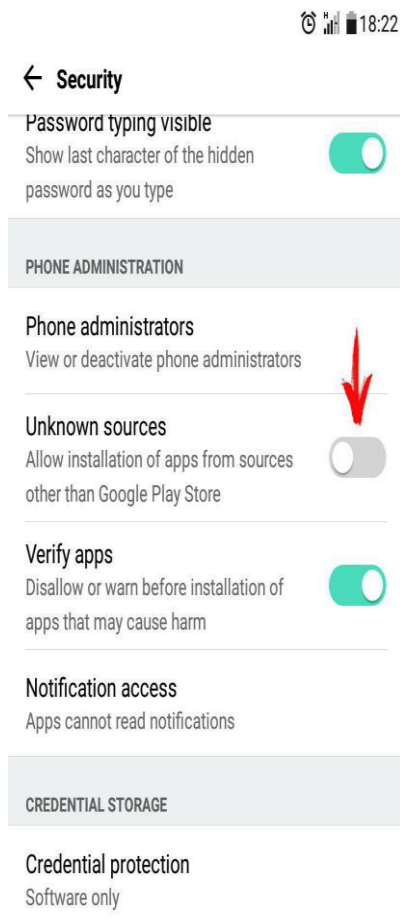 18:22
Security
Password typing visible
Show last character of the hidden
password as you type
PHONE ADMINISTRATION
Phone administrators
View or deactivate phone administrators
Unknown sources
Allow installation of apps from sources
other than Google Play Store
Verify apps
Disallow or warn before installation of
apps that may cause harm
Notification access
Apps cannot read notifications
CREDENTIAL STORAGE
Credential protection
Software only